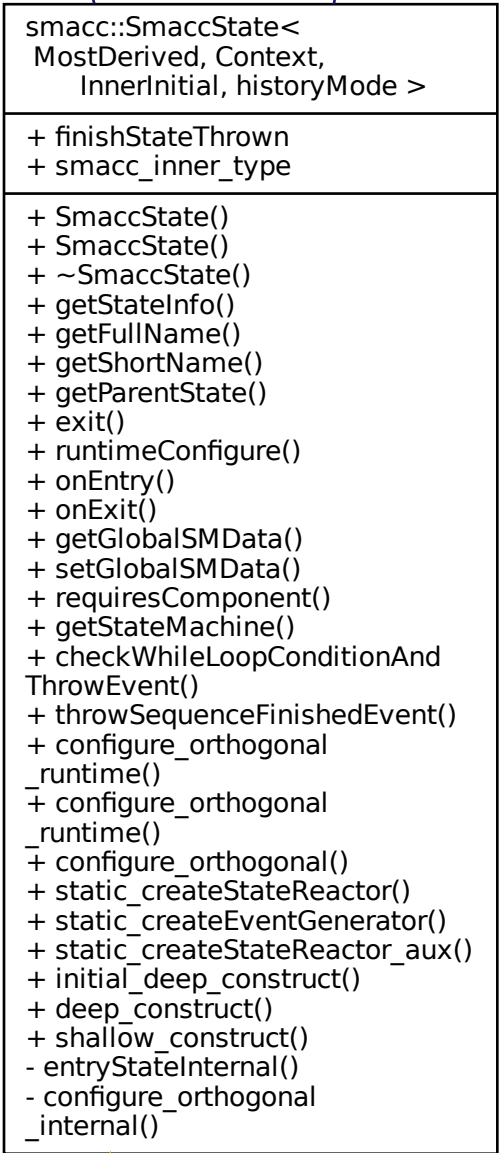 smacc::SmaccState<
MostDerived, Context,
InnerInitial, historyMode >
+ finishStateThrown
+ smacc_inner_type
+ SmaccState()
+ SmaccState()
+ ~SmaccState()
+ getStateInfo()
+ getFullName()
+ getShortName()
+ getParentState()
+ exit()
+ runtimeConfigure()
+ onEntry()
+ onExit()
+ getGlobalSMData()
+ setGlobalSMData()
+ requiresComponent()
+ getStateMachine()
+ checkWhileLoopConditionAnd
ThrowEvent()
+ throwSequenceFinishedEvent()
+ configure_orthogonal
_runtime()
+ configure_orthogonal
_runtime()
+ configure_orthogonal()
+ static_createStateReactor()
+ static_createEventGenerator()
+ static_createStateReactor_aux()
+ initial_deep_construct()
+ deep_construct()
+ shallow_construct()
- entryStateInternal()
- configure_orthogonal
_internal()